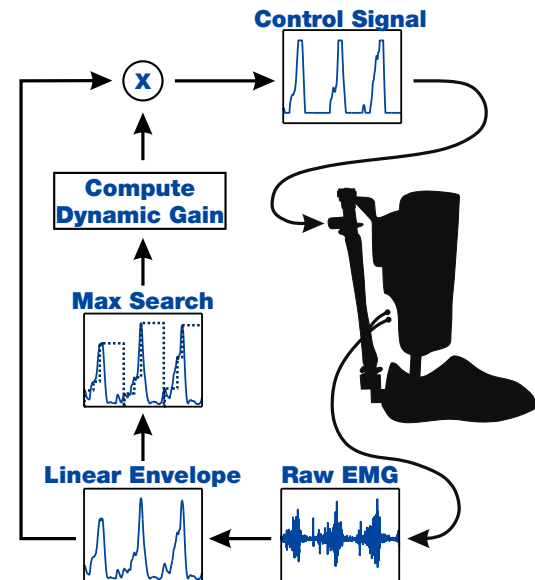 Control Signal
X
Compute
Dynamic Gain
Max Search
Linear Envelope
Raw EMG